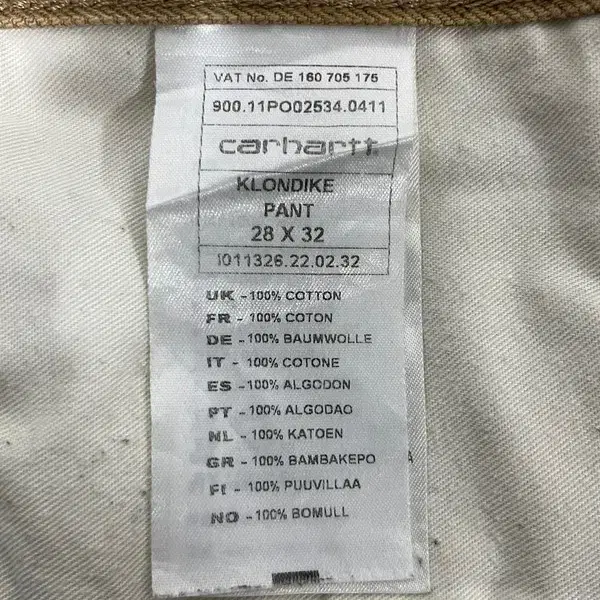 VAT No. DE 160 705 175
900.11PO02534.0411
carhartt
KLONDIKE
PANT
28 X 32
I011326.22.02.32
UK - 100% COTTON
FR - 100% COTON
DE - 100% BAUMWOLLE
IT - 100% COTONE
ES - 100% ALGODON
PT - 100% ALGODAO
NL - 100% KATOEN
GR - 100% BAMBAKEPO
FI - 100% PUUVILLAA
NO - 100% BOMULL